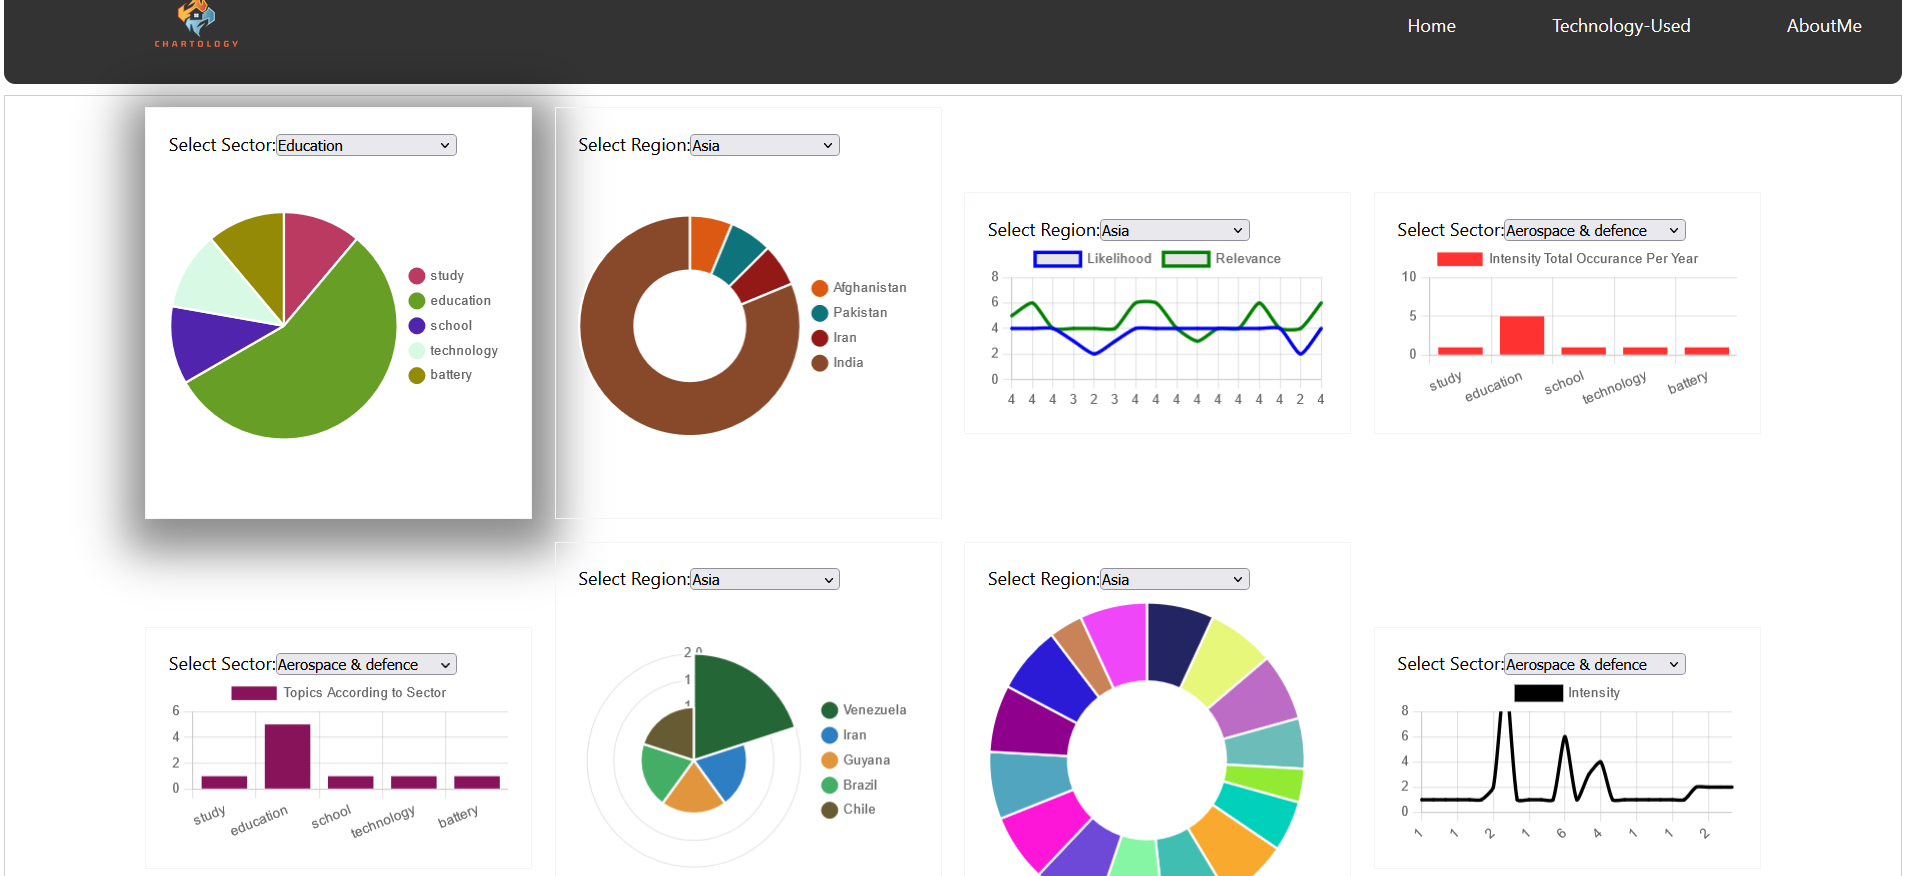 CHARTOLOGY
Home
Technology-Used
AboutMe
Select Sector:
Education
study
education
school
technology
battery
Select Region:
Asia
Afghanistan
Pakistan
Iran
India
Select Region:
Asia
Likelihood
Relevance
8
6
4
2
0
4 4 4 3 2 3 4 4 4 4 4 4 4 4 2 4
Select Sector:
Aerospace & defence
Intensity Total Occurance Per Year
10
5
0
study
education
school
technology
battery
Select Sector:
Aerospace & defence
Topics According to Sector
6
4
2
0
study
education
school
technology
battery
Select Region:
Asia
Venezuela
Iran
Guyana
Brazil
Chile
Select Region:
Asia
Select Sector:
Aerospace & defence
Intensity
8
6
4
2
0
1 1 2 1 6 4 1 1 2